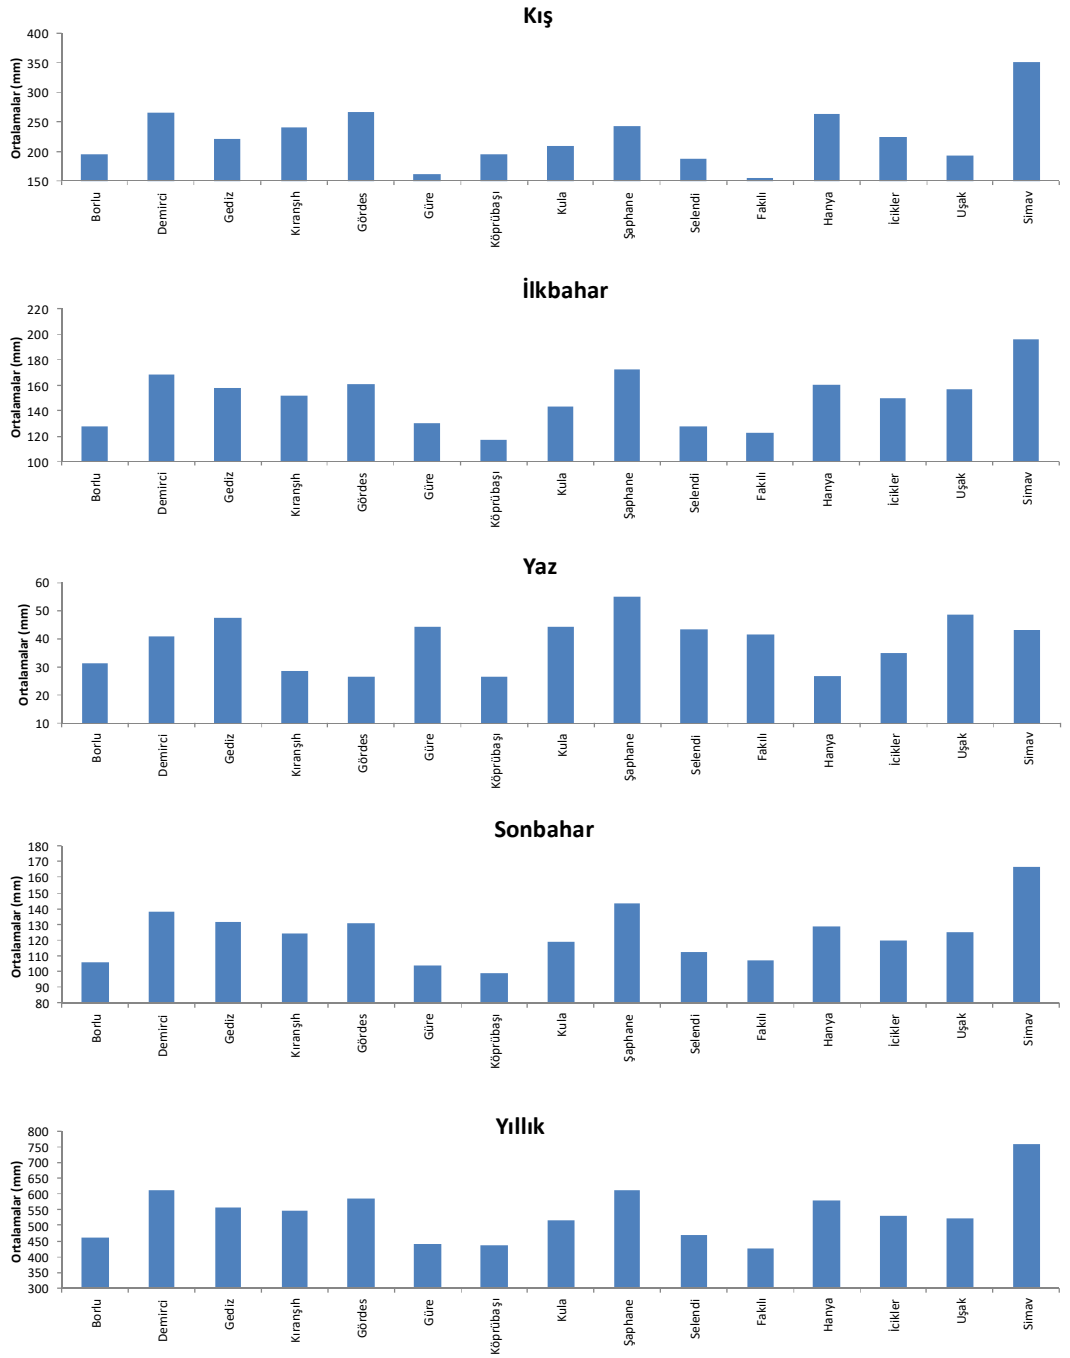 Kış
Ortalamalar (mm)
400
350
300
250
200
150
Borlu
Demirci
Gediz
Kıranşıh
Gördes
Güre
Köprübaşı
Kula
Şaphane
Selendi
Fakılı
Hanya
İcikler
Uşak
Simav
İlkbahar
Ortalamalar (mm)
220
200
180
160
140
120
100
Borlu
Demirci
Gediz
Kıranşıh
Gördes
Güre
Köprübaşı
Kula
Şaphane
Selendi
Fakılı
Hanya
İcikler
Uşak
Simav
Yaz
Ortalamalar (mm)
60
50
40
30
20
10
Borlu
Demirci
Gediz
Kıranşıh
Gördes
Güre
Köprübaşı
Kula
Şaphane
Selendi
Fakılı
Hanya
İcikler
Uşak
Simav
Sonbahar
Ortalamalar (mm)
180
170
160
150
140
130
120
110
100
90
80
Borlu
Demirci
Gediz
Kıranşıh
Gördes
Güre
Köprübaşı
Kula
Şaphane
Selendi
Fakılı
Hanya
İcikler
Uşak
Simav
Yıllık
Ortalamalar (mm)
800
750
700
650
600
550
500
450
400
350
300
Borlu
Demirci
Gediz
Kıranşıh
Gördes
Güre
Köprübaşı
Kula
Şaphane
Selendi
Fakılı
Hanya
İcikler
Uşak
Simav